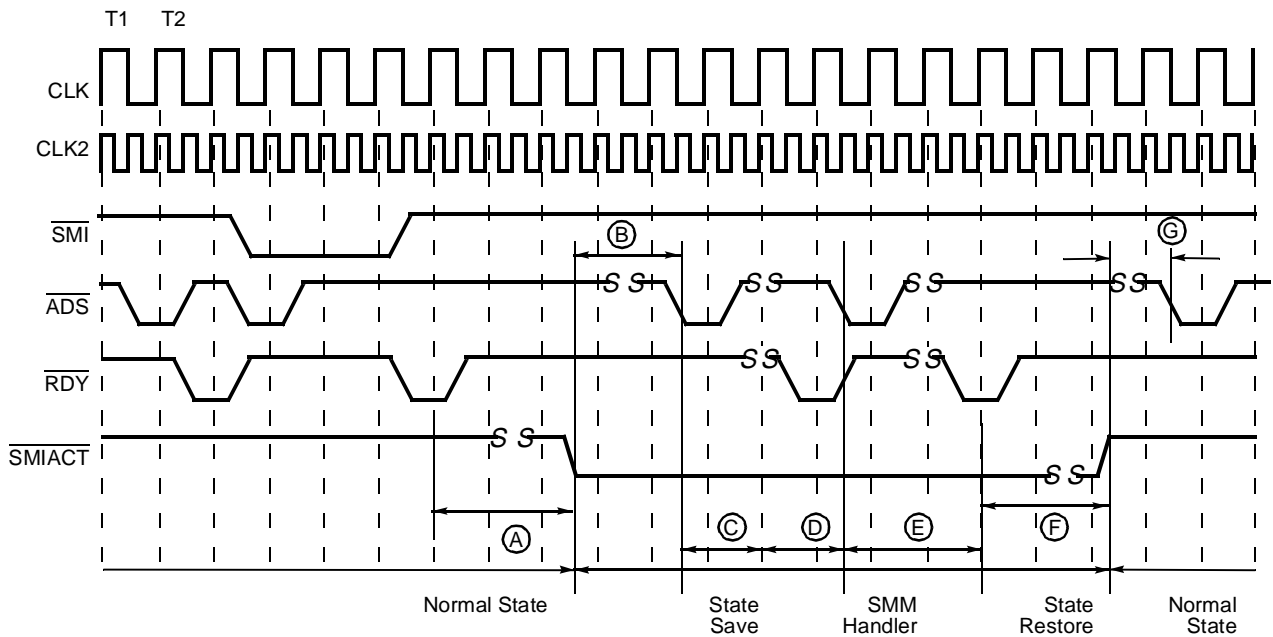 T1 T2
CLK
CLK2
SMI
B
G
S S
S S
S S
S S
ADS
S S
S S
RDY
S S
SMIACT
S S
A
C
D
E
F
Normal State
State
Save
SMM
Handler
State
Restore
Normal
State